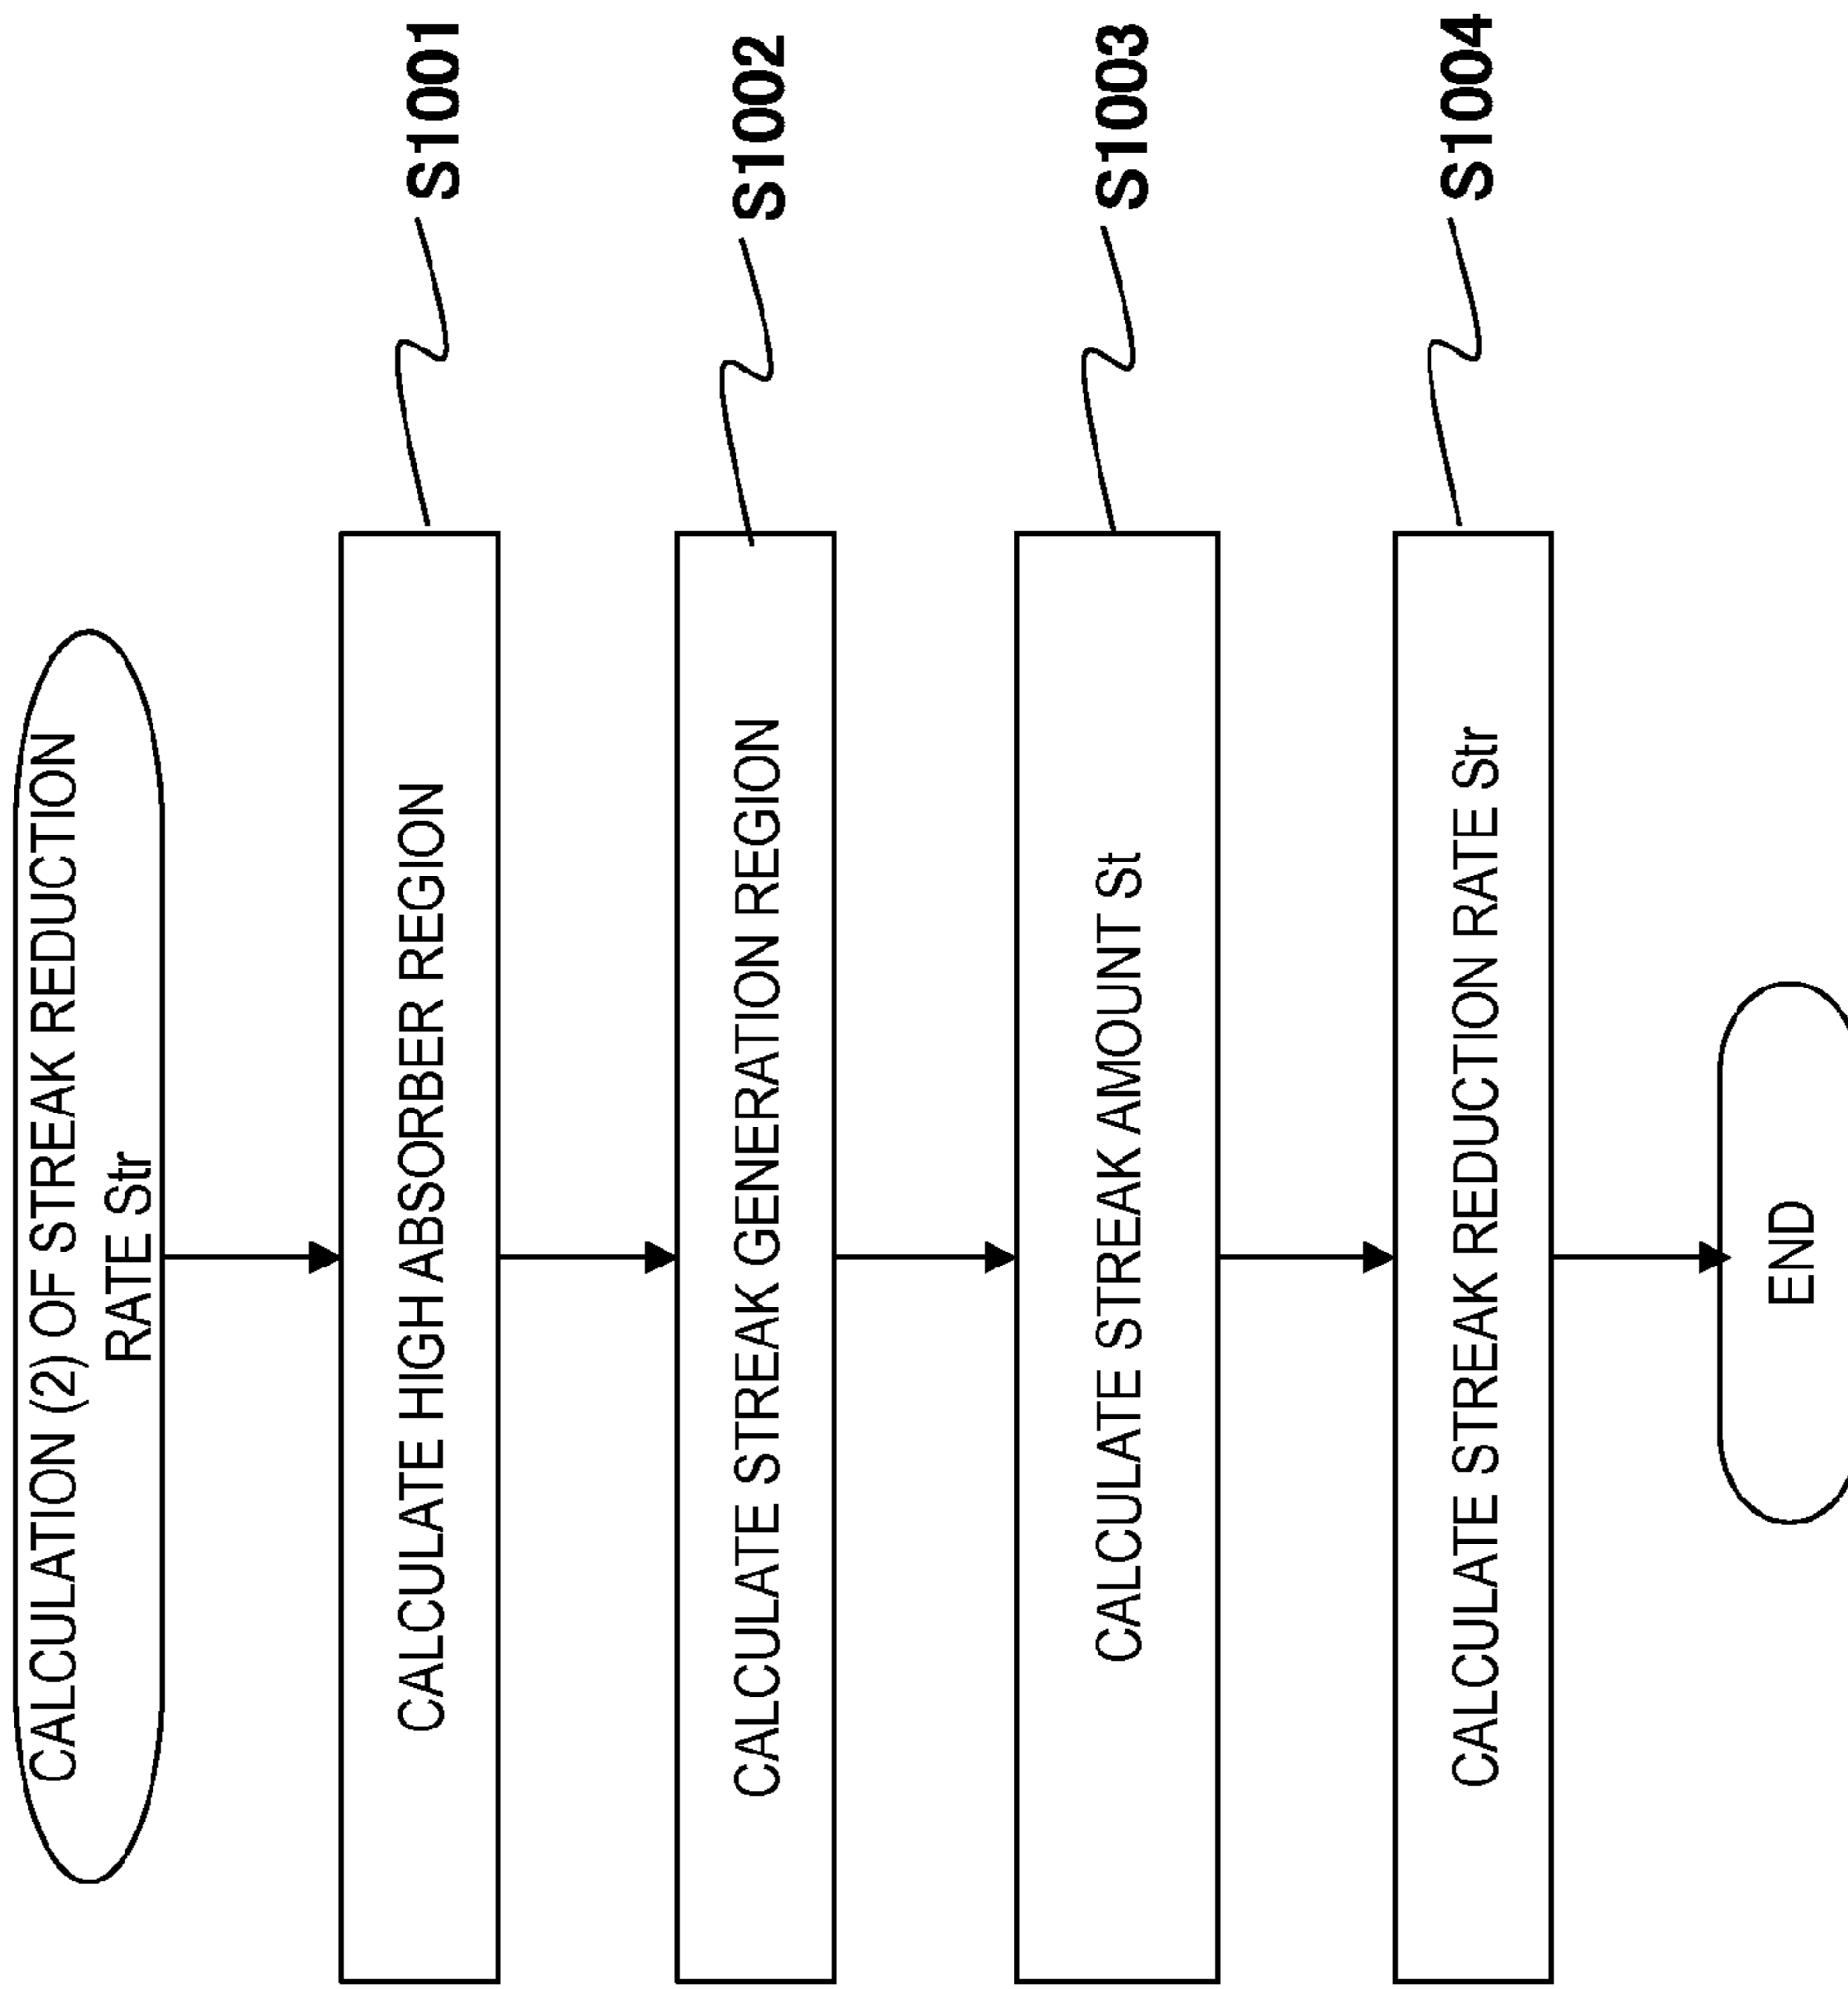 CALCULATION (2) OF STREAK REDUCTION
RATE Str
CALCULATE HIGH ABSORBER REGION
S1001
CALCULATE STREAK GENERATION REGION
S1002
CALCULATE STREAK AMOUNT St
S1003
CALCULATE STREAK REDUCTION RATE Str
S1004
END